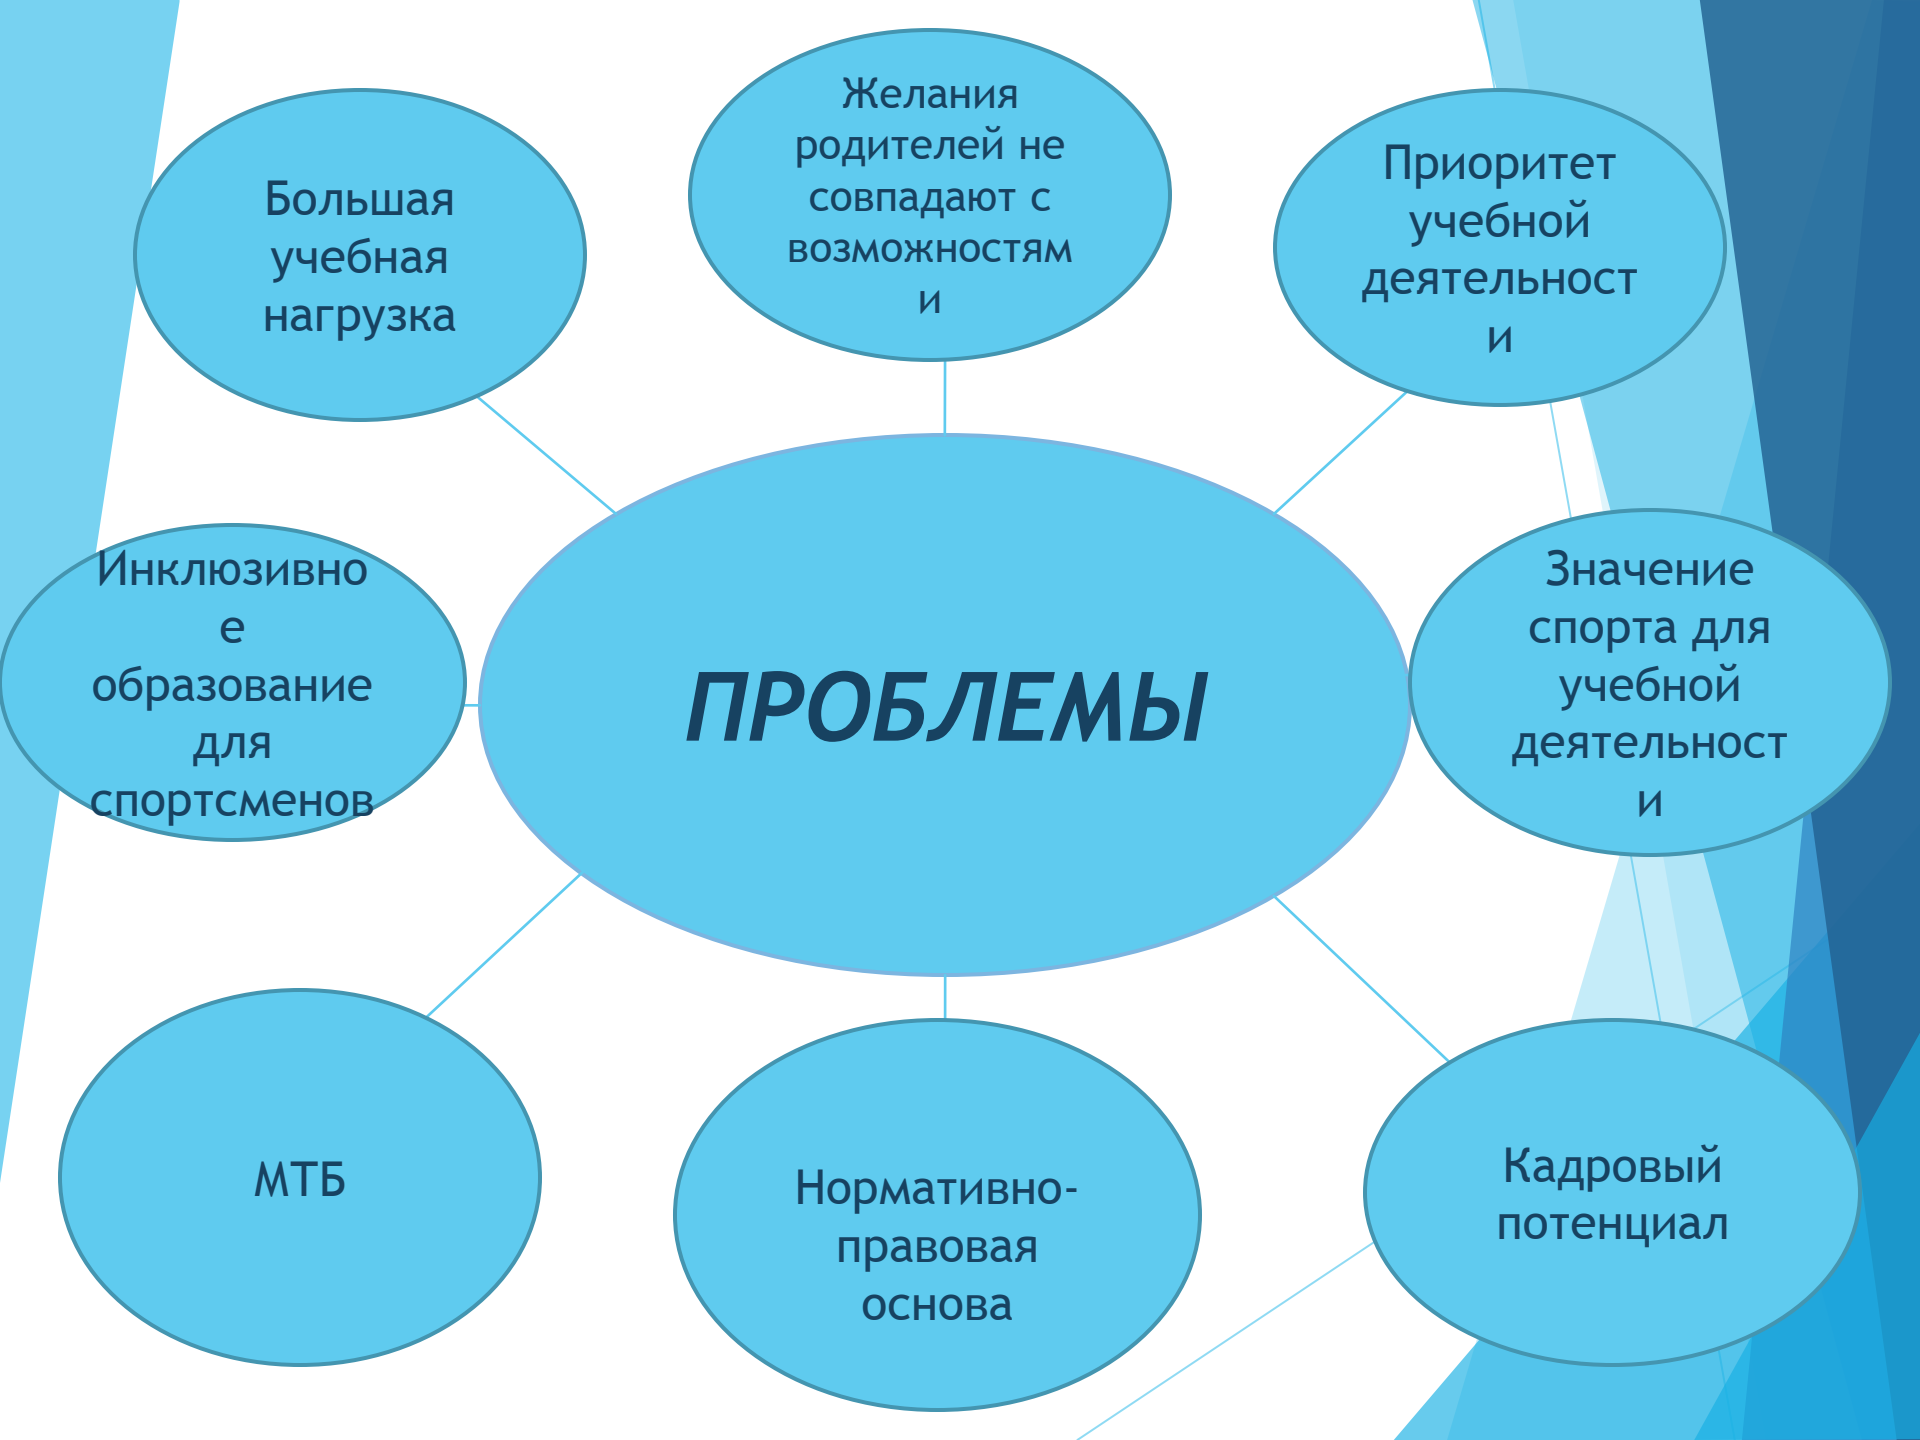 Желания
родителей не
совпадают с
возможностям
и
Большая
учебная
нагрузка
Приоритет
учебной
деятельност
и
Инклюзивно
е
образование
для
спортсменов
ПРОБЛЕМЫ
Значение
спорта для
учебной
деятельност
и
МТБ
Нормативно-
правовая
основа
Кадровый
потенциал